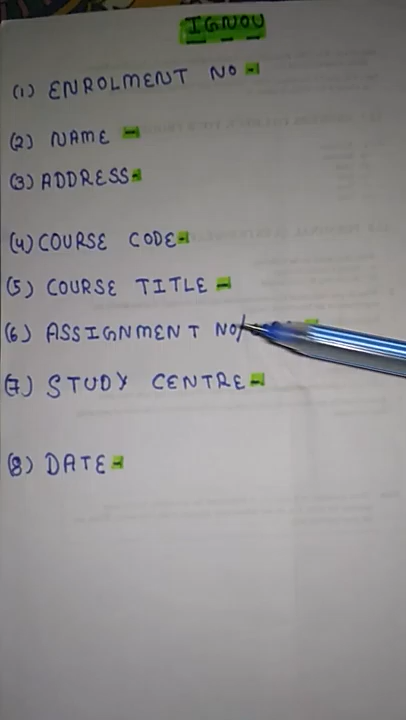 IGNOU
(1) ENROLMENT NO -
(2) NAME -
(3) ADDRESS -
(4) COURSE CODE -
(5) COURSE TITLE -
(6) ASSIGNMENT NO/
(7) STUDY CENTRE -
(8) DATE -